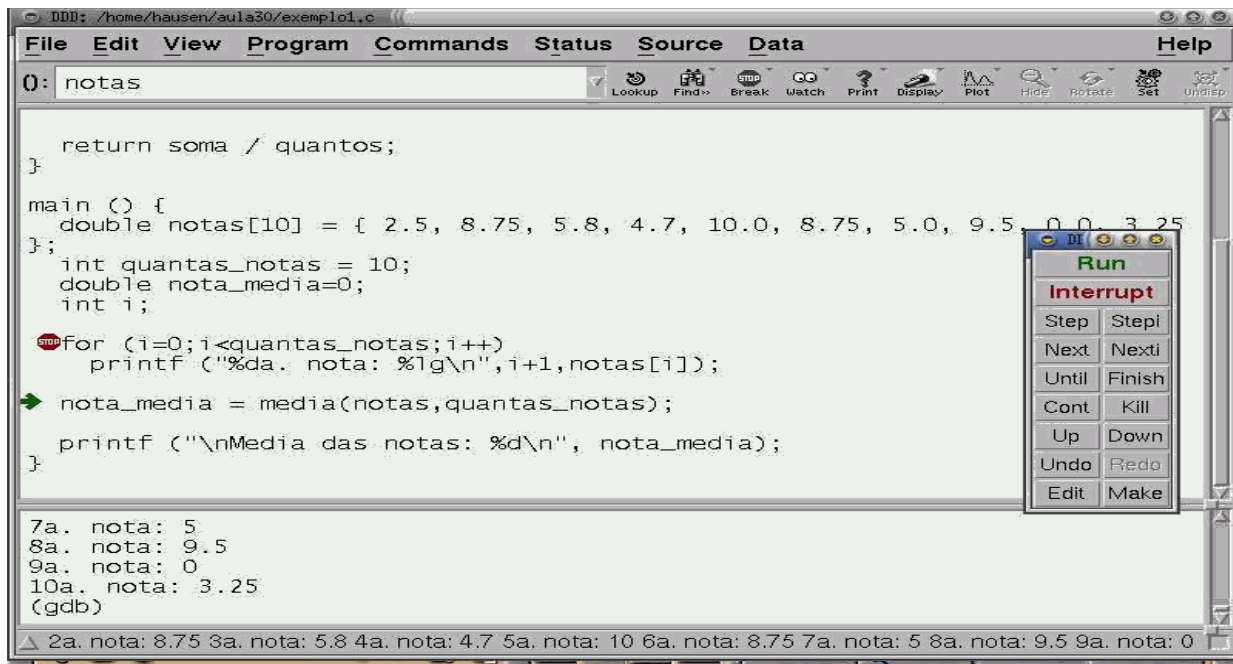 DDD: /home/hausen/aula30/exemplo1.c
File Edit View Program Commands Status Source Data Help
(): notas
Lookup Find» Break Watch Print Display Plot Hide Rotate Set Undisp
return soma / quantos;
}
main () {
double notas[10] = { 2.5, 8.75, 5.8, 4.7, 10.0, 8.75, 5.0, 9.5, 0.0, 3.25
};
int quantas_notas = 10;
double nota_media=0;
int i;
STOP for (i=0;i<quantas_notas;i++)
printf ("%da. nota: %lg\n",i+1,notas[i]);
nota_media = media(notas,quantas_notas);
printf ("\nMedia das notas: %d\n", nota_media);
}
Run
Interrupt
Step Stepi
Next Nexti
Until Finish
Cont Kill
Up Down
Undo Redo
Edit Make
7a. nota: 5
8a. nota: 9.5
9a. nota: 0
10a. nota: 3.25
(gdb)
2a. nota: 8.75 3a. nota: 5.8 4a. nota: 4.7 5a. nota: 10 6a. nota: 8.75 7a. nota: 5 8a. nota: 9.5 9a. nota: 0